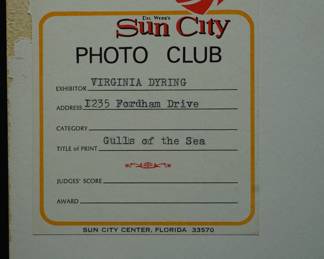 DEL WEBB'S
SUN CITY
PHOTO CLUB
EXHIBITOR VIRGINIA DYRING
ADDRESS I235 Fordham Drive
CATEGORY
TITLE of PRINT Gulls of the Sea
JUDGES' SCORE
AWARD
SUN CITY CENTER, FLORIDA 33570